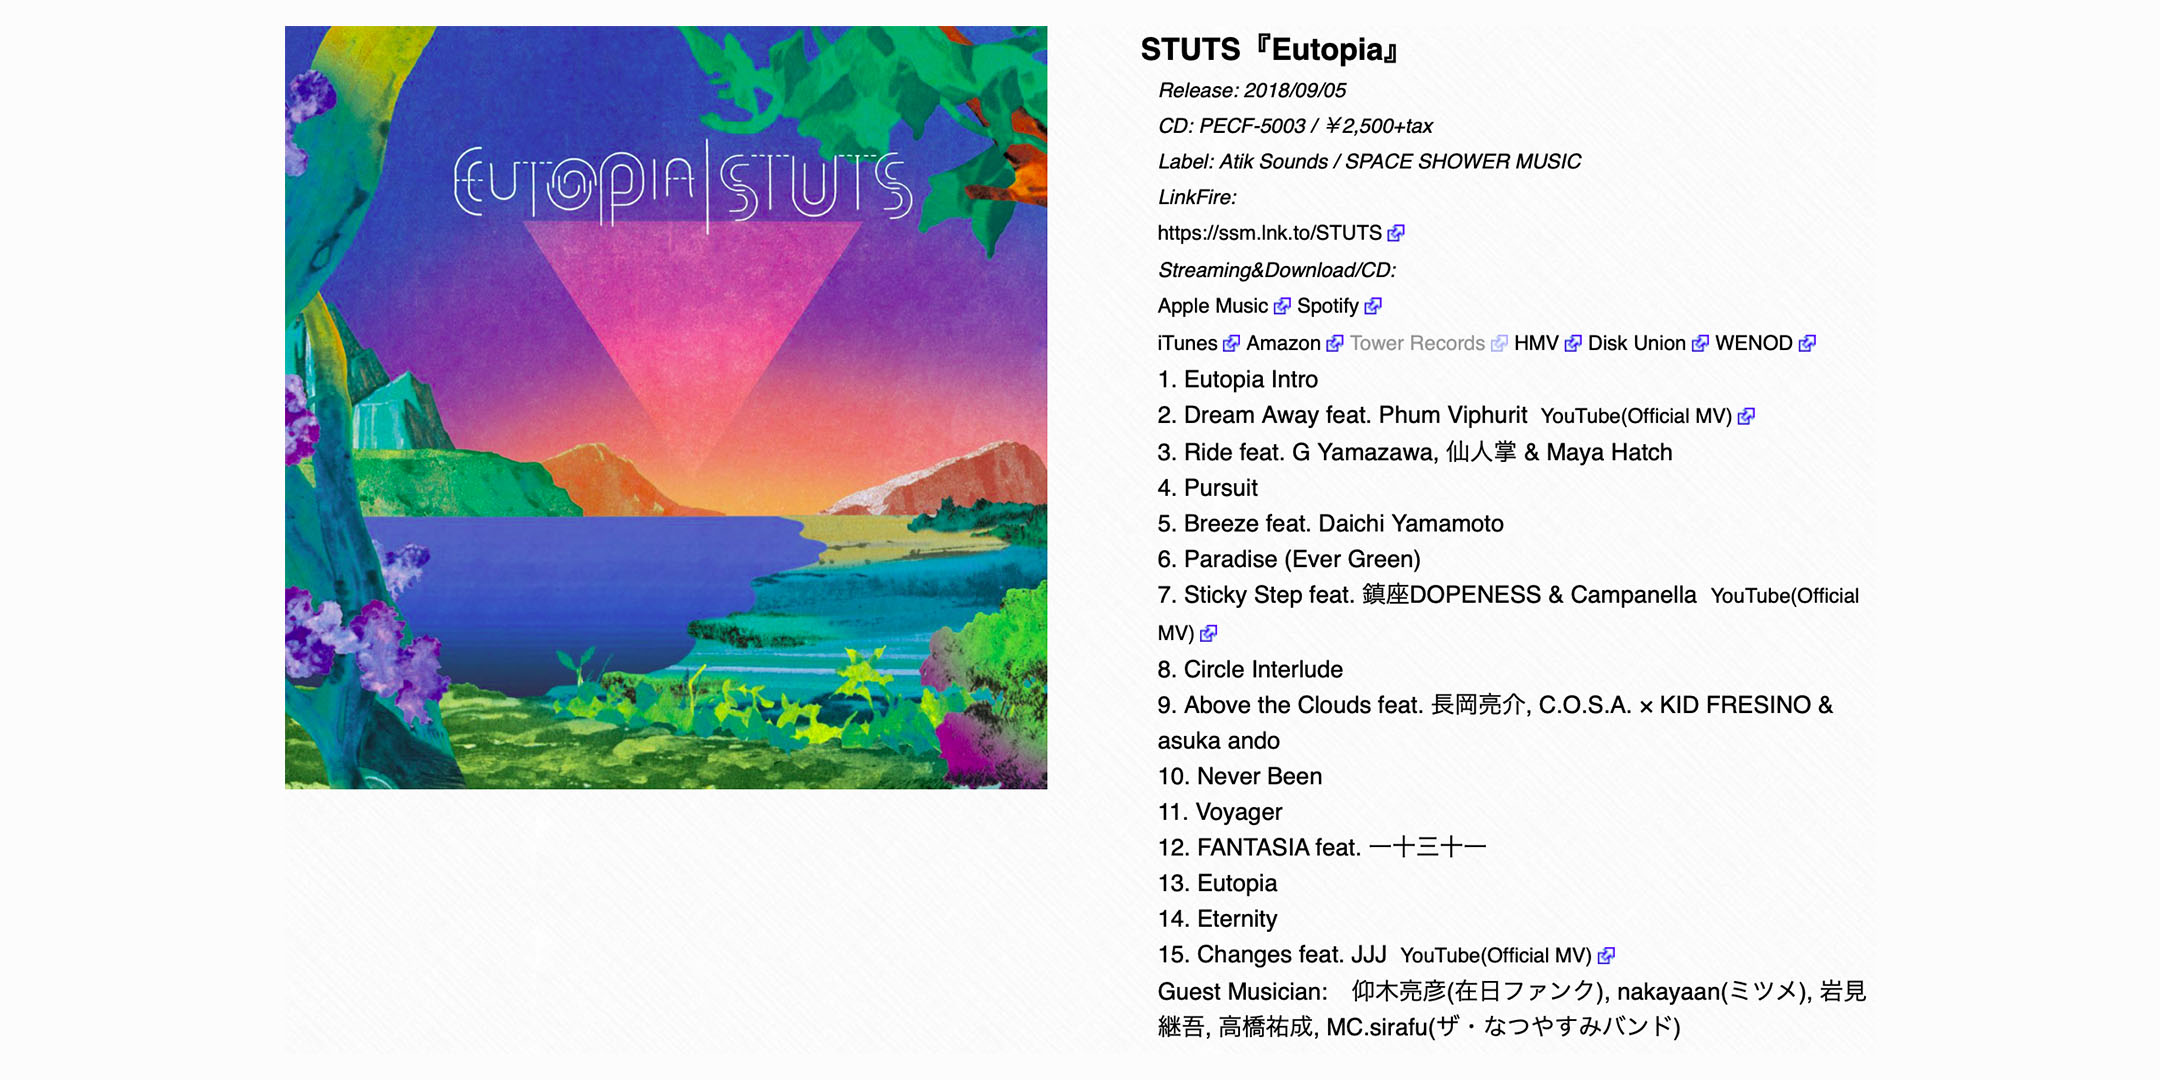 EUTOPIA|STUTS
STUTS『Eutopia』
Release: 2018/09/05
CD: PECF-5003 / ￥2,500+tax
Label: Atik Sounds / SPACE SHOWER MUSIC
LinkFire:
https://ssm.lnk.to/STUTS
Streaming&Download/CD:
Apple Music Spotify
iTunes Amazon Tower Records HMV Disk Union WENOD
1. Eutopia Intro
2. Dream Away feat. Phum Viphurit YouTube(Official MV)
3. Ride feat. G Yamazawa, 仙人掌 & Maya Hatch
4. Pursuit
5. Breeze feat. Daichi Yamamoto
6. Paradise (Ever Green)
7. Sticky Step feat. 鎮座DOPENESS & Campanella YouTube(Official
MV)
8. Circle Interlude
9. Above the Clouds feat. 長岡亮介, C.O.S.A. × KID FRESINO &
asuka ando
10. Never Been
11. Voyager
12. FANTASIA feat. 一十三十一
13. Eutopia
14. Eternity
15. Changes feat. JJJ YouTube(Official MV)
Guest Musician:　仰木亮彦(在日ファンク), nakayaan(ミツメ), 岩見
継吾, 高橋祐成, MC.sirafu(ザ・なつやすみバンド)